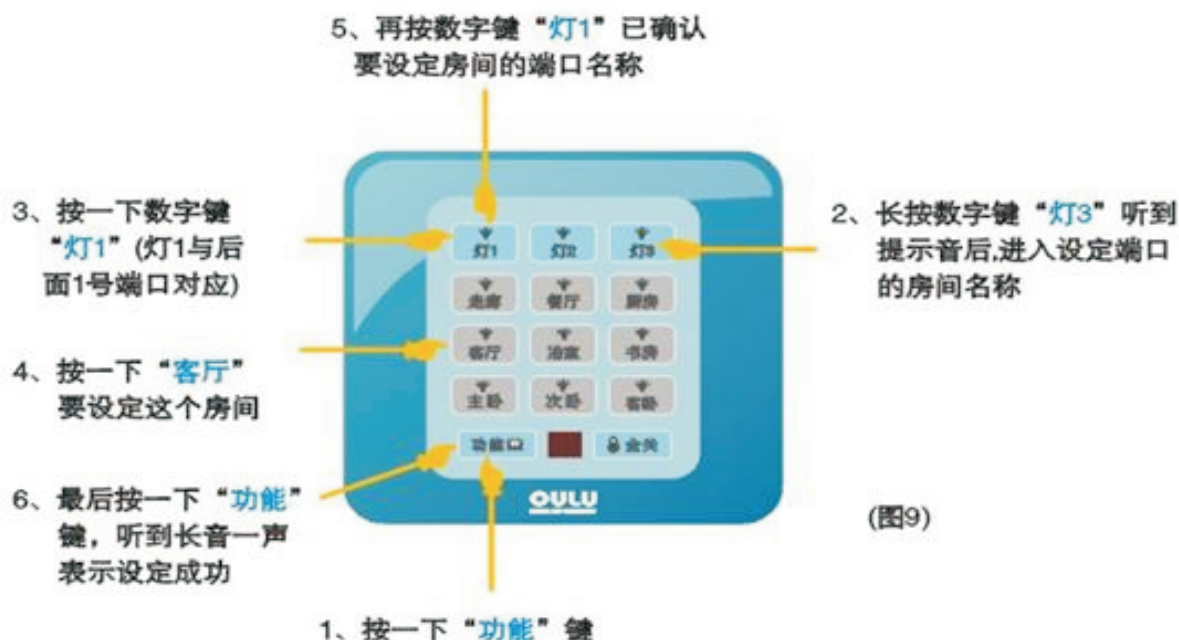 5、再按数字键“灯1”已确认
要设定房间的端口名称
3、按一下数字键
“灯1”(灯1与后
面1号端口对应)
2、长按数字键“灯3”听到
提示音后,进入设定端口
的房间名称
灯1 灯2 灯3
走廊 餐厅 厨房
客厅 浴室 书房
主卧 次卧 客卧
功能 全关
OULU
4、按一下“客厅”
要设定这个房间
6、最后按一下“功能”
键，听到长音一声
表示设定成功
(图9)
1、按一下“功能”键